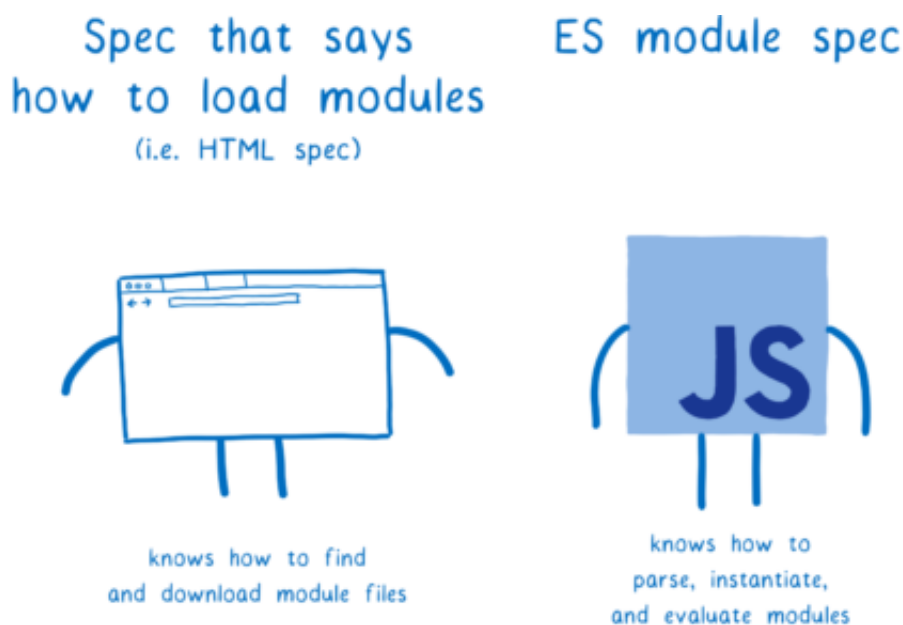 Spec that says
how to load modules
(i.e. HTML spec)
knows how to find
and download module files
ES module spec
JS
knows how to
parse, instantiate,
and evaluate modules